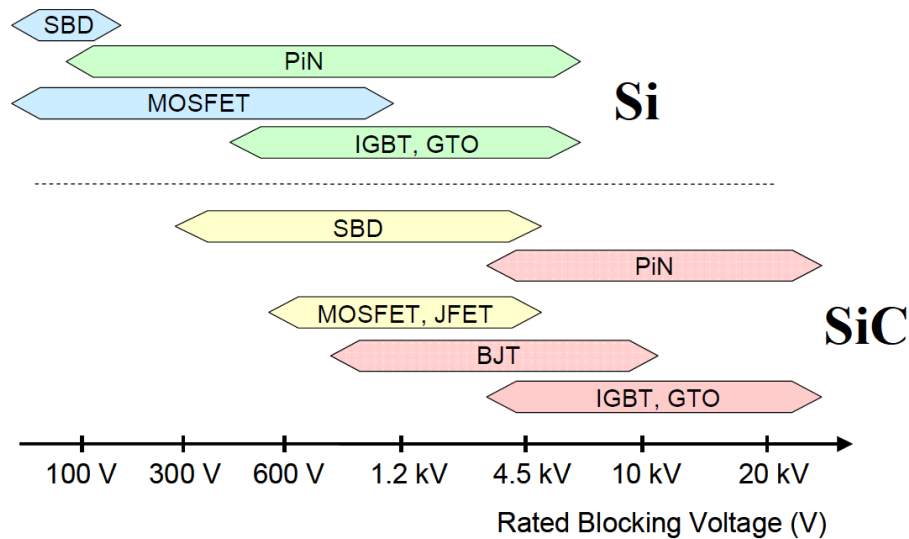 SBD
PiN
MOSFET
IGBT, GTO
Si
SBD
PiN
MOSFET, JFET
BJT
IGBT, GTO
SiC
100 V 300 V 600 V 1.2 kV 4.5 kV 10 kV 20 kV
Rated Blocking Voltage (V)